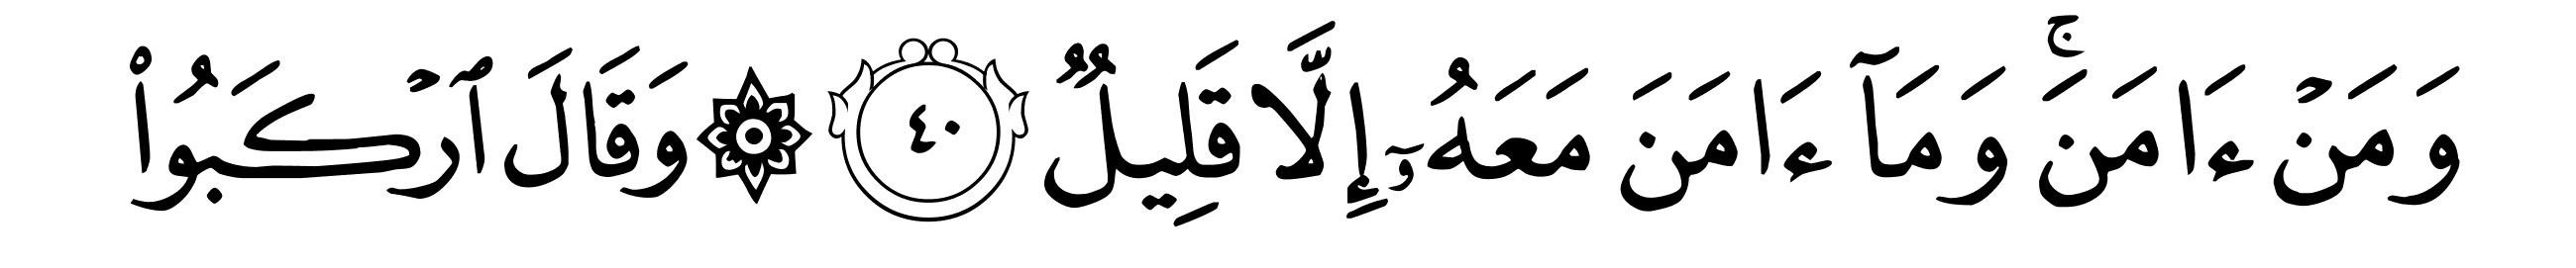 وَمَنۡ ءَامَنَۚ وَمَآ ءَامَنَ مَعَهُۥٓ إِلَّا قَلِيلٞ ٤٠ ۞ وَقَالَ ٱرۡكَبُواْ